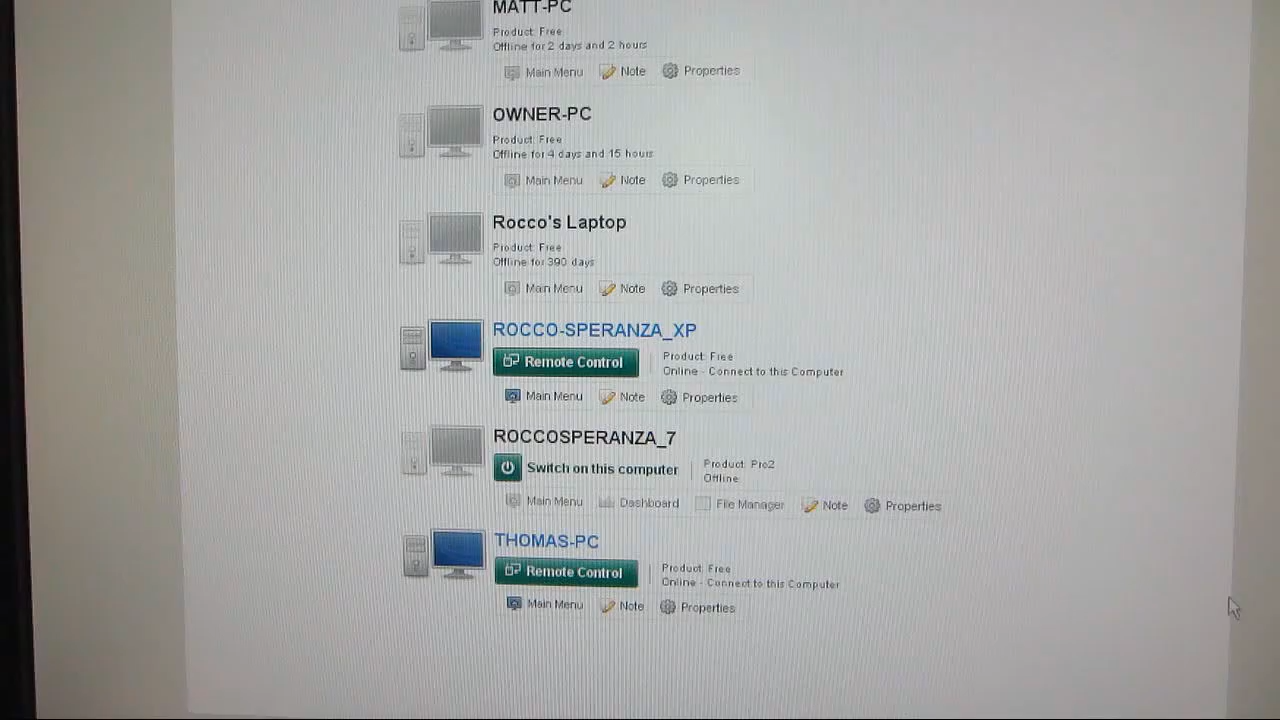 MATT-PC
Product: Free
Offline for 2 days and 2 hours
Main Menu Note Properties
OWNER-PC
Product: Free
Offline for 4 days and 15 hours
Main Menu Note Properties
Rocco's Laptop
Product: Free
Offline for 390 days
Main Menu Note Properties
ROCCO-SPERANZA_XP
Remote Control
Product: Free
Online - Connect to this Computer
Main Menu Note Properties
ROCCOSPERANZA_7
Switch on this computer
Product: Pro2
Offline
Main Menu Dashboard File Manager Note Properties
THOMAS-PC
Remote Control
Product: Free
Online - Connect to this Computer
Main Menu Note Properties